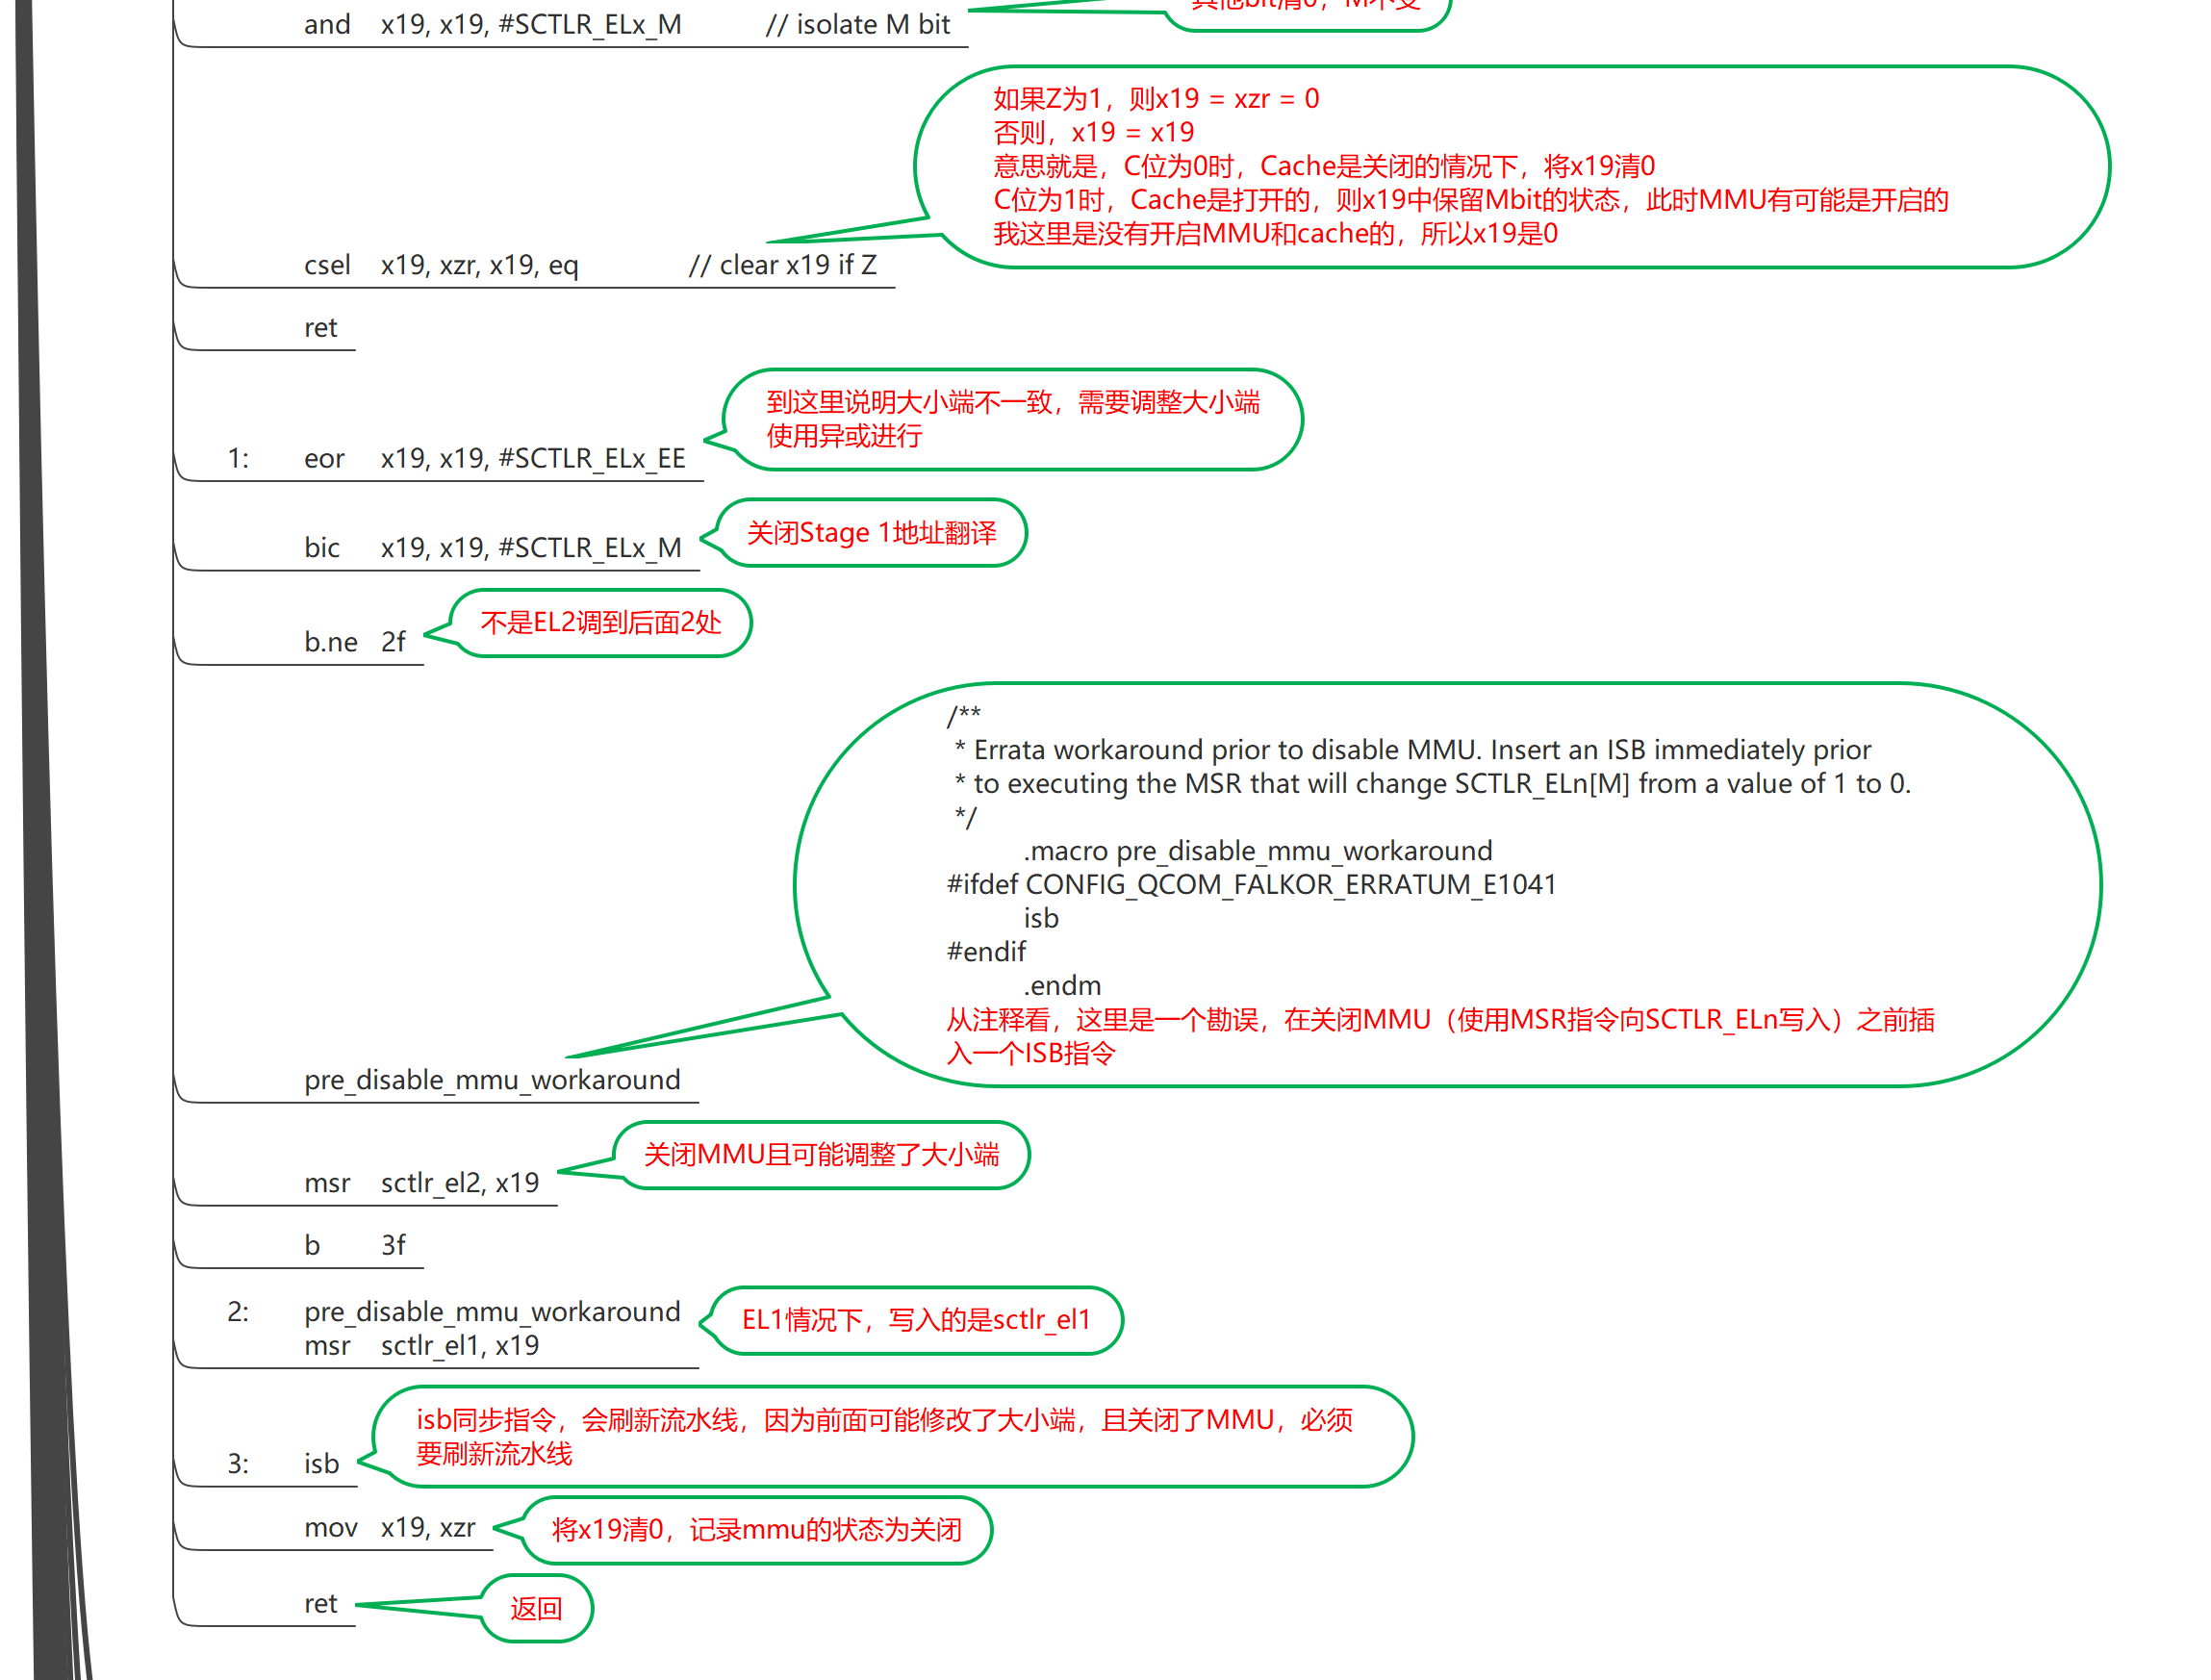 其他bit清0，M不变
and x19, x19, #SCTLR_ELx_M // isolate M bit
如果Z为1，则x19 = xzr = 0
否则，x19 = x19
意思就是，C位为0时，Cache是关闭的情况下，将x19清0
C位为1时，Cache是打开的，则x19中保留Mbit的状态，此时MMU有可能是开启的
我这里是没有开启MMU和cache的，所以x19是0
csel x19, xzr, x19, eq // clear x19 if Z
ret
到这里说明大小端不一致，需要调整大小端
使用异或进行
1: eor x19, x19, #SCTLR_ELx_EE
关闭Stage 1地址翻译
bic x19, x19, #SCTLR_ELx_M
不是EL2调到后面2处
b.ne 2f
/**
* Errata workaround prior to disable MMU. Insert an ISB immediately prior
* to executing the MSR that will change SCTLR_ELn[M] from a value of 1 to 0.
*/
.macro pre_disable_mmu_workaround
#ifdef CONFIG_QCOM_FALKOR_ERRATUM_E1041
isb
#endif
.endm
从注释看，这里是一个勘误，在关闭MMU（使用MSR指令向SCTLR_ELn写入）之前插
入一个ISB指令
pre_disable_mmu_workaround
关闭MMU且可能调整了大小端
msr sctlr_el2, x19
b 3f
2: pre_disable_mmu_workaround
msr sctlr_el1, x19
EL1情况下，写入的是sctlr_el1
isb同步指令，会刷新流水线，因为前面可能修改了大小端，且关闭了MMU，必须
要刷新流水线
3: isb
mov x19, xzr
将x19清0，记录mmu的状态为关闭
ret
返回